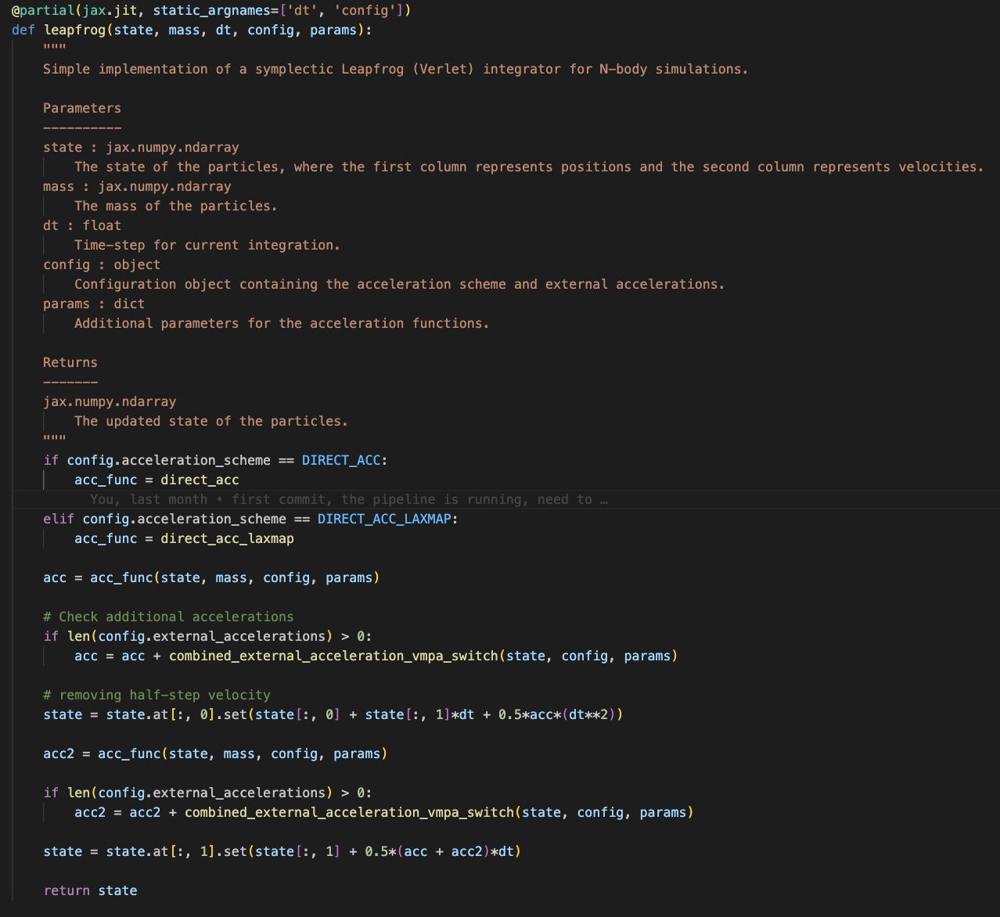 @partial(jax.jit, static_argnames=['dt', 'config'])
def leapfrog(state, mass, dt, config, params):
    """
    Simple implementation of a symplectic Leapfrog (Verlet) integrator for N-body simulations.

    Parameters
    ----------
    state : jax.numpy.ndarray
        The state of the particles, where the first column represents positions and the second column represents velocities.
    mass : jax.numpy.ndarray
        The mass of the particles.
    dt : float
        Time-step for current integration.
    config : object
        Configuration object containing the acceleration scheme and external accelerations.
    params : dict
        Additional parameters for the acceleration functions.

    Returns
    -------
    jax.numpy.ndarray
        The updated state of the particles.
    """
    if config.acceleration_scheme == DIRECT_ACC:
        acc_func = direct_acc
          You, last month • first commit, the pipeline is running, need to …
    elif config.acceleration_scheme == DIRECT_ACC_LAXMAP:
        acc_func = direct_acc_laxmap

    acc = acc_func(state, mass, config, params)

    # Check additional accelerations
    if len(config.external_accelerations) > 0:
        acc = acc + combined_external_acceleration_vmpa_switch(state, config, params)

    # removing half-step velocity
    state = state.at[:, 0].set(state[:, 0] + state[:, 1]*dt + 0.5*acc*(dt**2))

    acc2 = acc_func(state, mass, config, params)

    if len(config.external_accelerations) > 0:
        acc2 = acc2 + combined_external_acceleration_vmpa_switch(state, config, params)

    state = state.at[:, 1].set(state[:, 1] + 0.5*(acc + acc2)*dt)

    return state